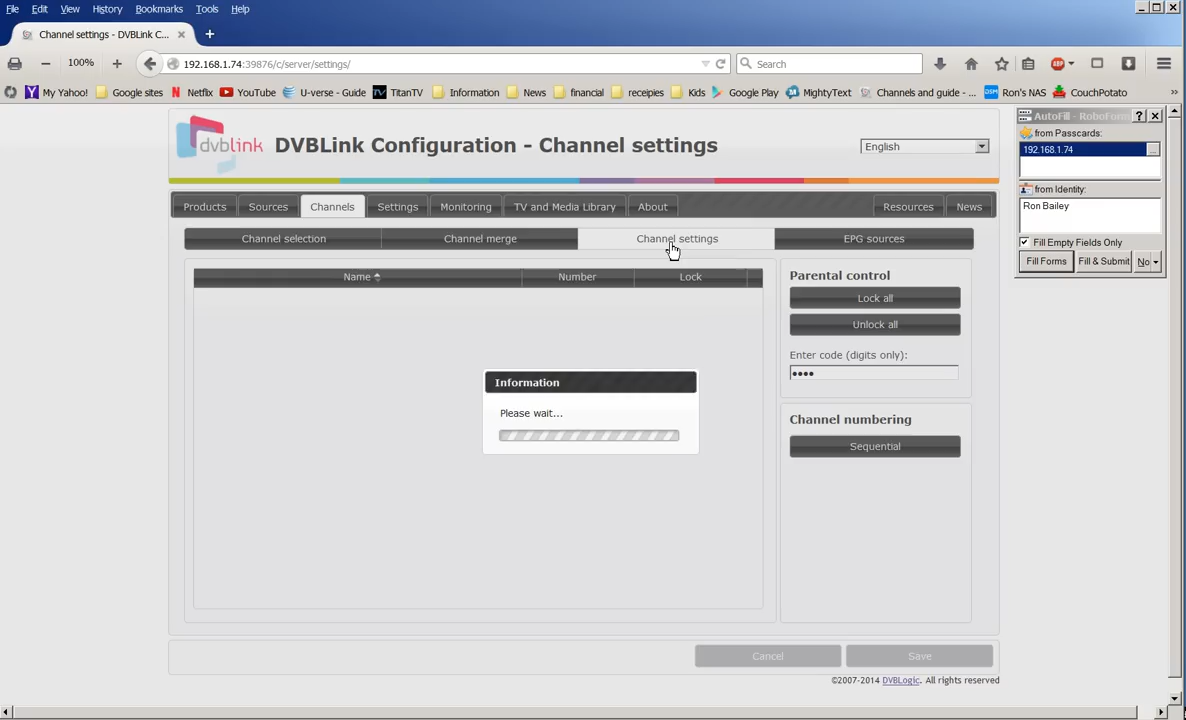 File Edit View History Bookmarks Tools Help
Channel settings - DVBLink C...
100%
192.168.1.74:39876/c/server/settings/
Search
ABP
My Yahoo! Google sites Netflix YouTube U-verse - Guide TitanTV Information News financial receipies Kids Google Play MightyText Channels and guide - ... Ron's NAS CouchPotato
AutoFill - RoboForm
from Passcards:
192.168.1.74
from Identity:
Ron Bailey
Fill Empty Fields Only
Fill Forms Fill & Submit No
dvblink DVBLink Configuration - Channel settings
English
Products Sources Channels Settings Monitoring TV and Media Library About Resources News
Channel selection Channel merge Channel settings EPG sources
Name Number Lock
Parental control
Lock all
Unlock all
Enter code (digits only):
Channel numbering
Sequential
Information
Please wait...
Cancel Save
©2007-2014 DVBLogic. All rights reserved